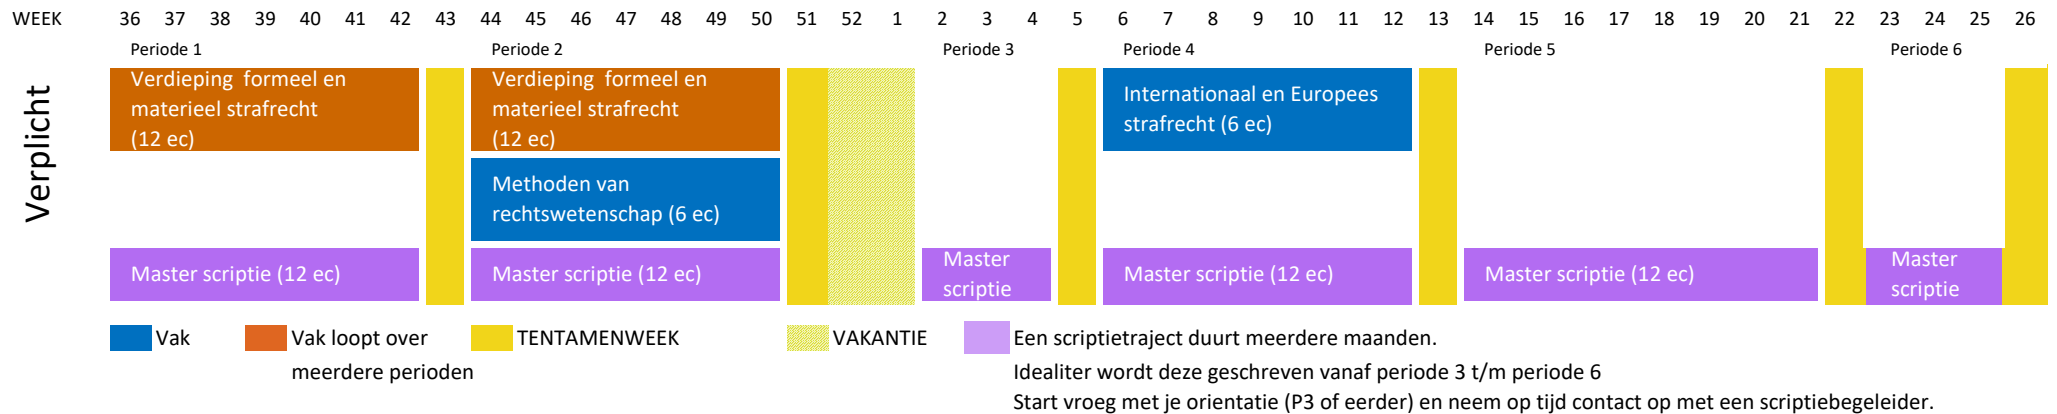 WEEK 36 37 38 39 40 41 42 43 44 45 46 47 48 49 50 51 52 1 2 3 4 5 6 7 8 9 10 11 12 13 14 15 16 17 18 19 20 21 22 23 24 25 26
Periode 1 Periode 2 Periode 3 Periode 4 Periode 5 Periode 6
Verplicht
Verdieping formeel en
materieel strafrecht
(12 ec)
Verdieping formeel en
materieel strafrecht
(12 ec)
Internationaal en Europees
strafrecht (6 ec)
Methoden van
rechtswetenschap (6 ec)
Master scriptie (12 ec)
Master scriptie (12 ec)
Master
scriptie
Master scriptie (12 ec)
Master scriptie (12 ec)
Master
scriptie
Vak
Vak loopt over
meerdere perioden
TENTAMENWEEK
VAKANTIE
Een scriptietraject duurt meerdere maanden.
Idealiter wordt deze geschreven vanaf periode 3 t/m periode 6
Start vroeg met je orientatie (P3 of eerder) en neem op tijd contact op met een scriptiebegeleider.